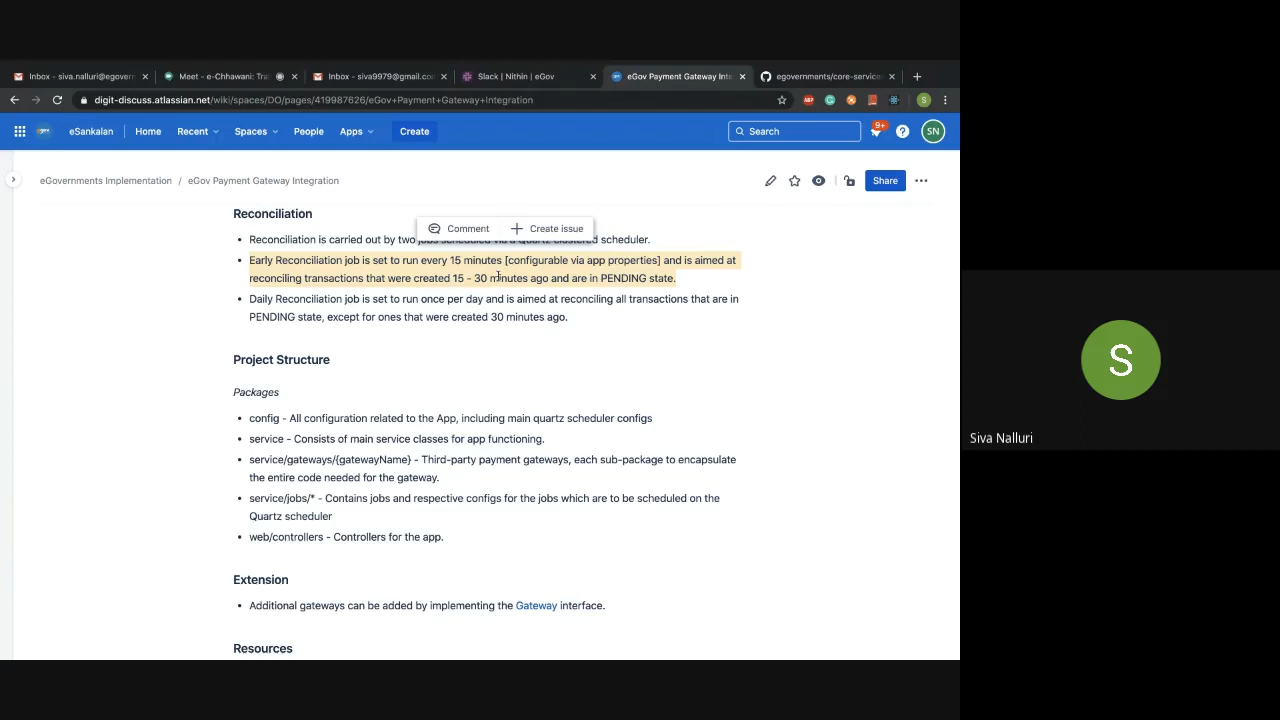 Inbox - siva.nalluri@egovern
Meet - e-Chhawani: Tra
Inbox - siva9979@gmail.co
Slack | Nithin | eGov
eGov Payment Gateway Inte
egovernments/core-service
digit-discuss.atlassian.net/wiki/spaces/DO/pages/419987626/eGov+Payment+Gateway+Integration
ABP
S
eSankalan
Home
Recent
Spaces
People
Apps
Create
Search
9+
SN
eGovernments Implementation / eGov Payment Gateway Integration
Share
Reconciliation
Comment
Create issue
• Reconciliation is carried out by two jobs scheduled via a Quartz clustered scheduler.
• Early Reconciliation job is set to run every 15 minutes [configurable via app properties] and is aimed at
reconciling transactions that were created 15 - 30 minutes ago and are in PENDING state.
• Daily Reconciliation job is set to run once per day and is aimed at reconciling all transactions that are in
PENDING state, except for ones that were created 30 minutes ago.
Project Structure
Packages
• config - All configuration related to the App, including main quartz scheduler configs
• service - Consists of main service classes for app functioning.
• service/gateways/{gatewayName} - Third-party payment gateways, each sub-package to encapsulate
the entire code needed for the gateway.
• service/jobs/* - Contains jobs and respective configs for the jobs which are to be scheduled on the
Quartz scheduler
• web/controllers - Controllers for the app.
Extension
• Additional gateways can be added by implementing the Gateway interface.
Resources
S
Siva Nalluri